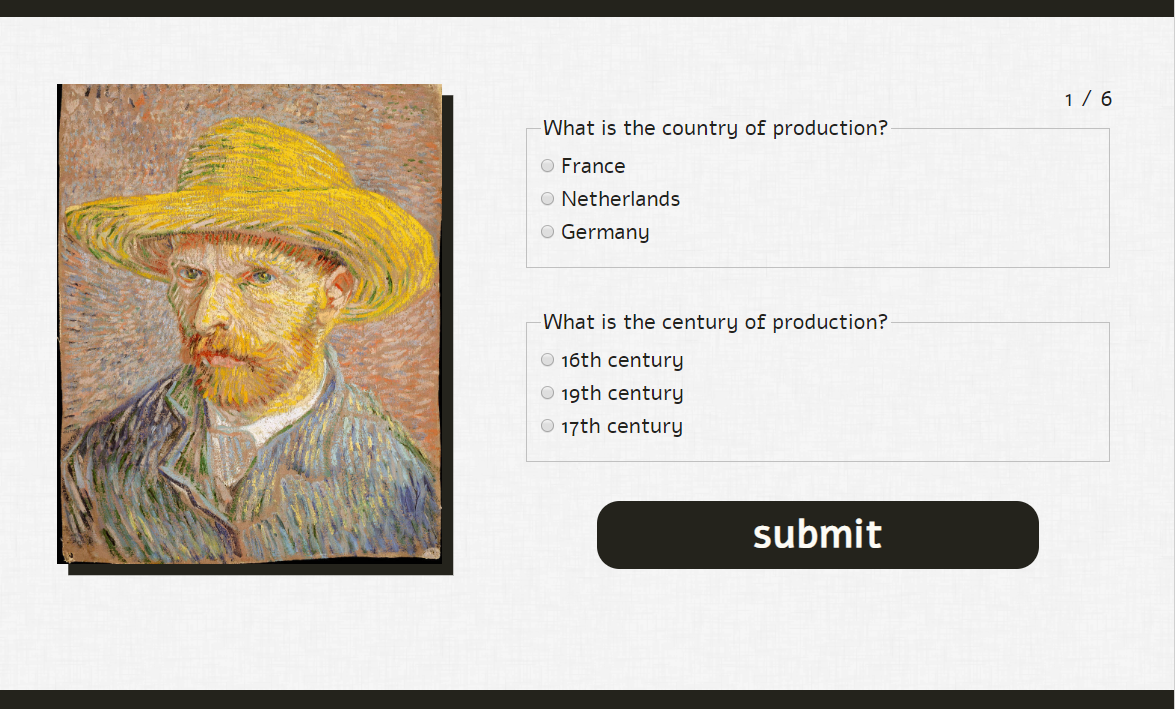 1 / 6
What is the country of production?
France
Netherlands
Germany
What is the century of production?
16th century
19th century
17th century
submit